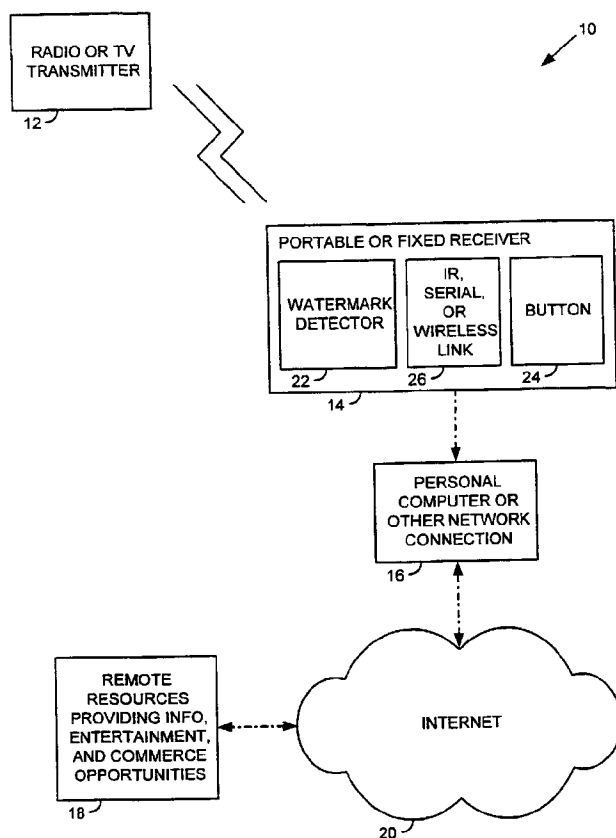 10
RADIO OR TV
TRANSMITTER
12
PORTABLE OR FIXED RECEIVER
WATERMARK
DETECTOR
22
IR,
SERIAL,
OR
WIRELESS
LINK
26
BUTTON
24
14
PERSONAL
COMPUTER OR
OTHER NETWORK
CONNECTION
16
REMOTE
RESOURCES
PROVIDING INFO,
ENTERTAINMENT,
AND COMMERCE
OPPORTUNITIES
18
INTERNET
20